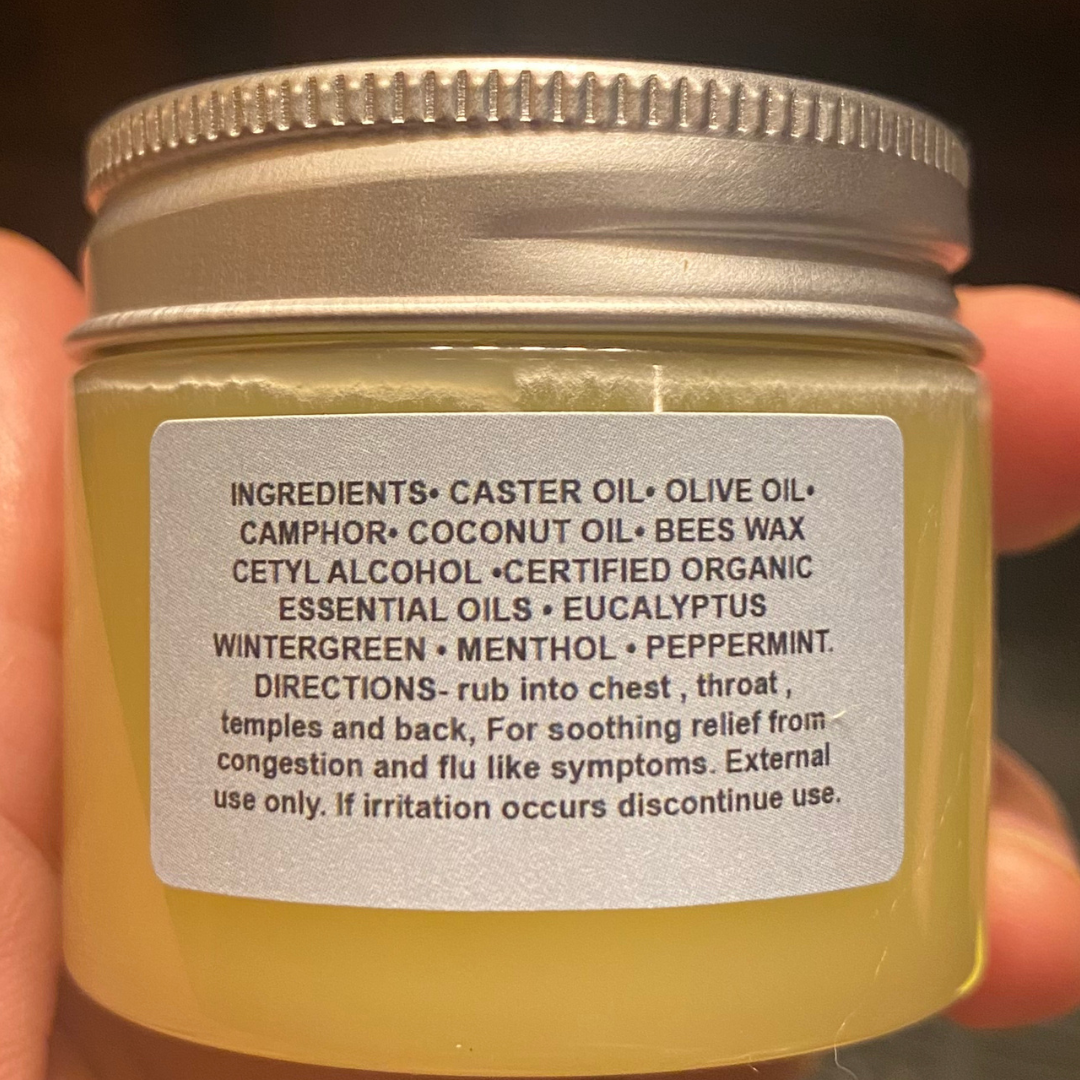 INGREDIENTS• CASTER OIL• OLIVE OIL•
CAMPHOR• COCONUT OIL• BEES WAX
CETYL ALCOHOL •CERTIFIED ORGANIC
ESSENTIAL OILS • EUCALYPTUS
WINTERGREEN • MENTHOL • PEPPERMINT.
DIRECTIONS- rub into chest , throat ,
temples and back, For soothing relief from
congestion and flu like symptoms. External
use only. If irritation occurs discontinue use.